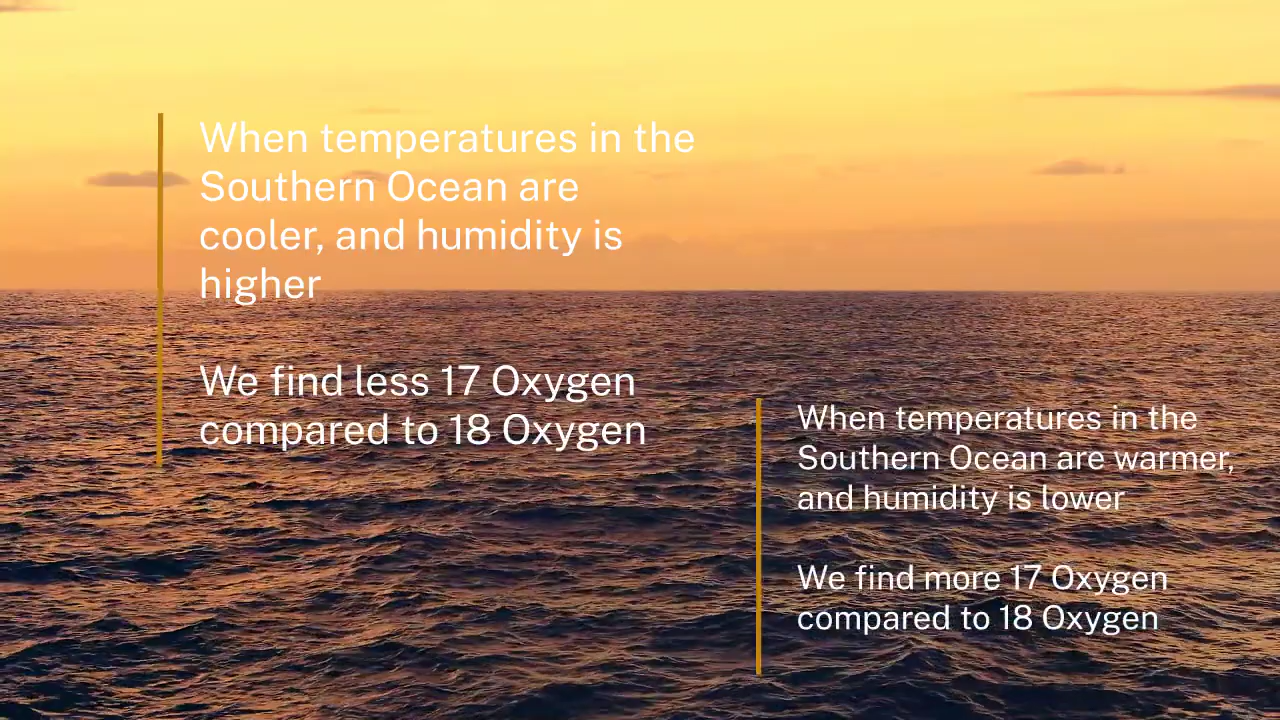 When temperatures in the
Southern Ocean are
cooler, and humidity is
higher
We find less 17 Oxygen
compared to 18 Oxygen
When temperatures in the
Southern Ocean are warmer,
and humidity is lower
We find more 17 Oxygen
compared to 18 Oxygen